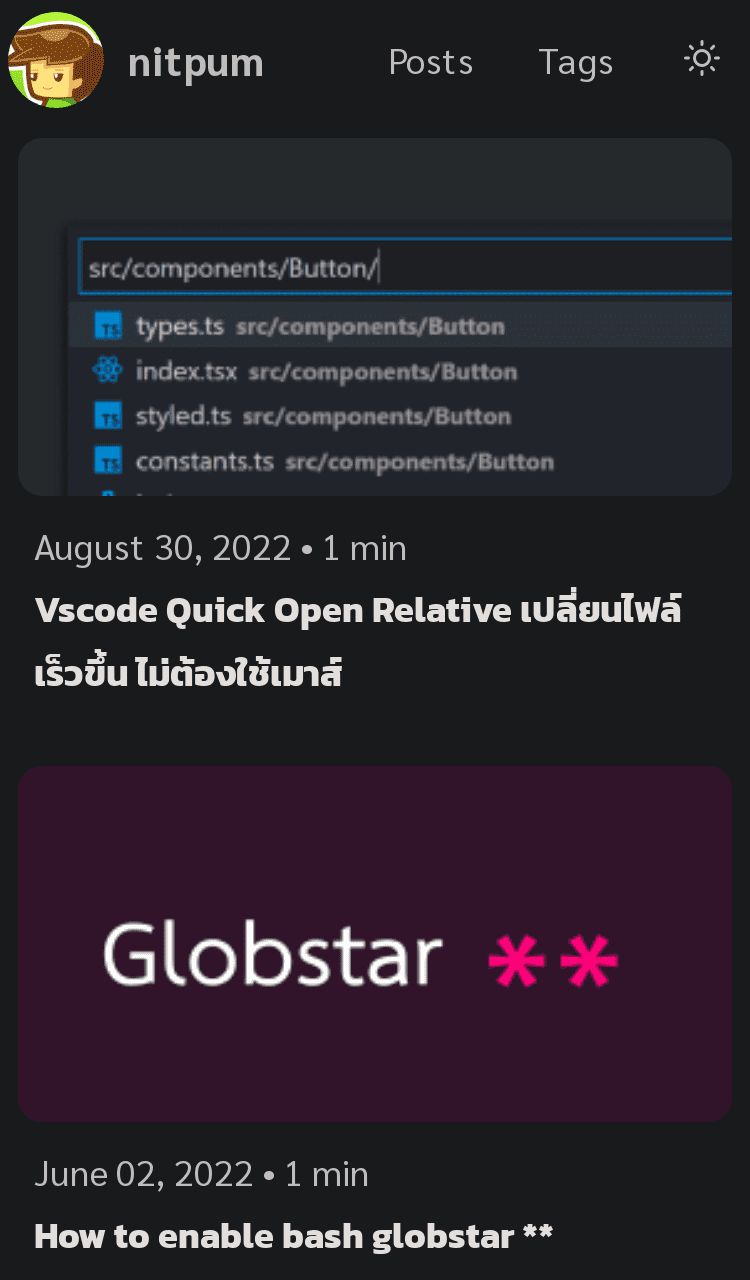 nitpum
Posts
Tags
src/components/Button/
types.ts src/components/Button
index.tsx src/components/Button
styled.ts src/components/Button
constants.ts src/components/Button
August 30, 2022 • 1 min
Vscode Quick Open Relative เปลี่ยนไฟล์
เร็วขึ้น ไม่ต้องใช้เมาส์
Globstar **
June 02, 2022 • 1 min
How to enable bash globstar **